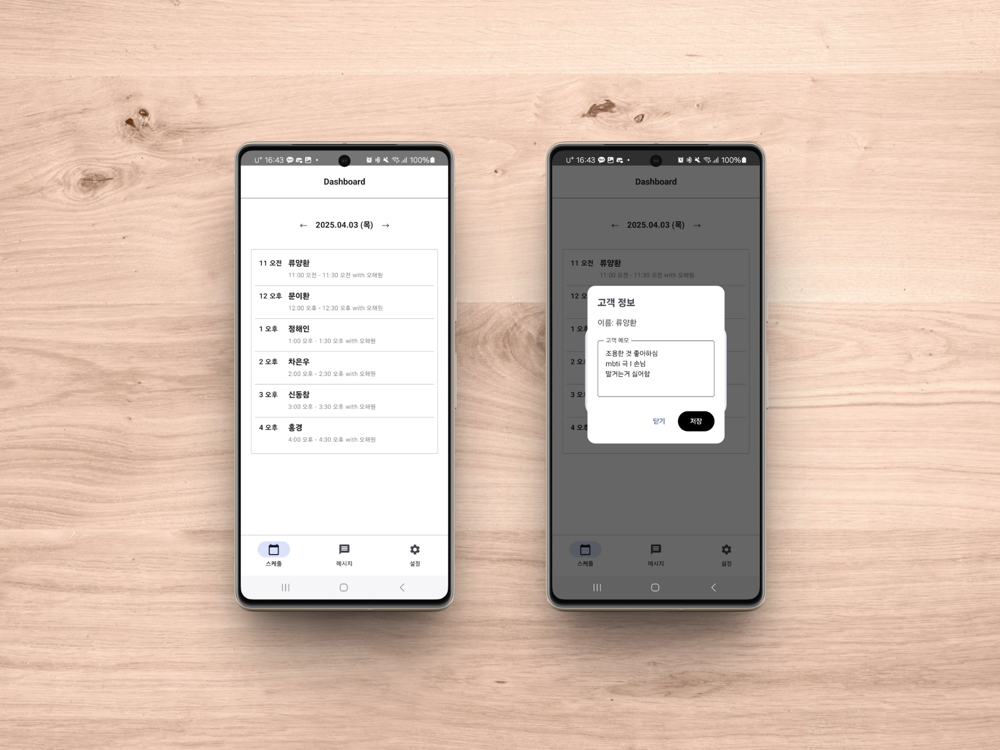 U+ 16:43
100%
Dashboard
← 2025.04.03 (목) →
11 오전 류양환
11:00 오전 - 11:30 오전 with 오해원
12 오후 문이환
12:00 오후 - 12:30 오후 with 오해원
1 오후 정해인
1:00 오후 - 1:30 오후 with 오해원
2 오후 차은우
2:00 오후 - 2:30 오후 with 오해원
3 오후 신동참
3:00 오후 - 3:30 오후 with 오해원
4 오후 홍경
4:00 오후 - 4:30 오후 with 오해원
스케줄 메시지 설정
U+ 16:43
100%
Dashboard
← 2025.04.03 (목) →
11 오전 류양환
11:00 오전 - 11:30 오전 with 오해원
12 오
1 오후
2 오
3 오
4 오후
고객 정보
이름: 류양환
고객 메모
조용한 것 좋아하심
mbti 극 I 손님
말거는거 싫어함
닫기 저장
스케줄 메시지 설정